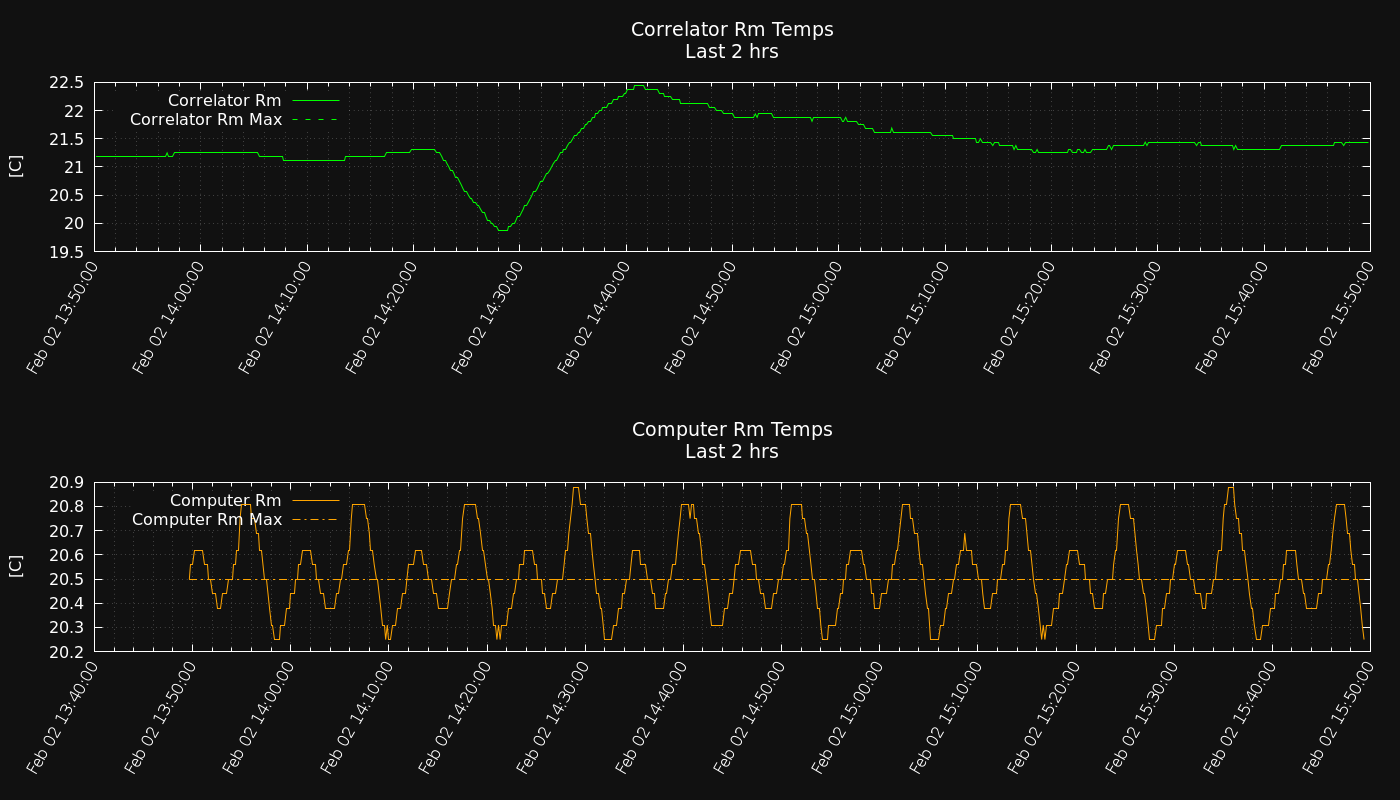 Correlator Rm Temps
Last 2 hrs
22.5
22
21.5
21
20.5
20
19.5
[C]
Correlator Rm
Correlator Rm Max
Feb 02 13:50:00
Feb 02 14:00:00
Feb 02 14:10:00
Feb 02 14:20:00
Feb 02 14:30:00
Feb 02 14:40:00
Feb 02 14:50:00
Feb 02 15:00:00
Feb 02 15:10:00
Feb 02 15:20:00
Feb 02 15:30:00
Feb 02 15:40:00
Feb 02 15:50:00
Computer Rm Temps
Last 2 hrs
20.9
20.8
20.7
20.6
20.5
20.4
20.3
20.2
[C]
Computer Rm
Computer Rm Max
Feb 02 13:40:00
Feb 02 13:50:00
Feb 02 14:00:00
Feb 02 14:10:00
Feb 02 14:20:00
Feb 02 14:30:00
Feb 02 14:40:00
Feb 02 14:50:00
Feb 02 15:00:00
Feb 02 15:10:00
Feb 02 15:20:00
Feb 02 15:30:00
Feb 02 15:40:00
Feb 02 15:50:00